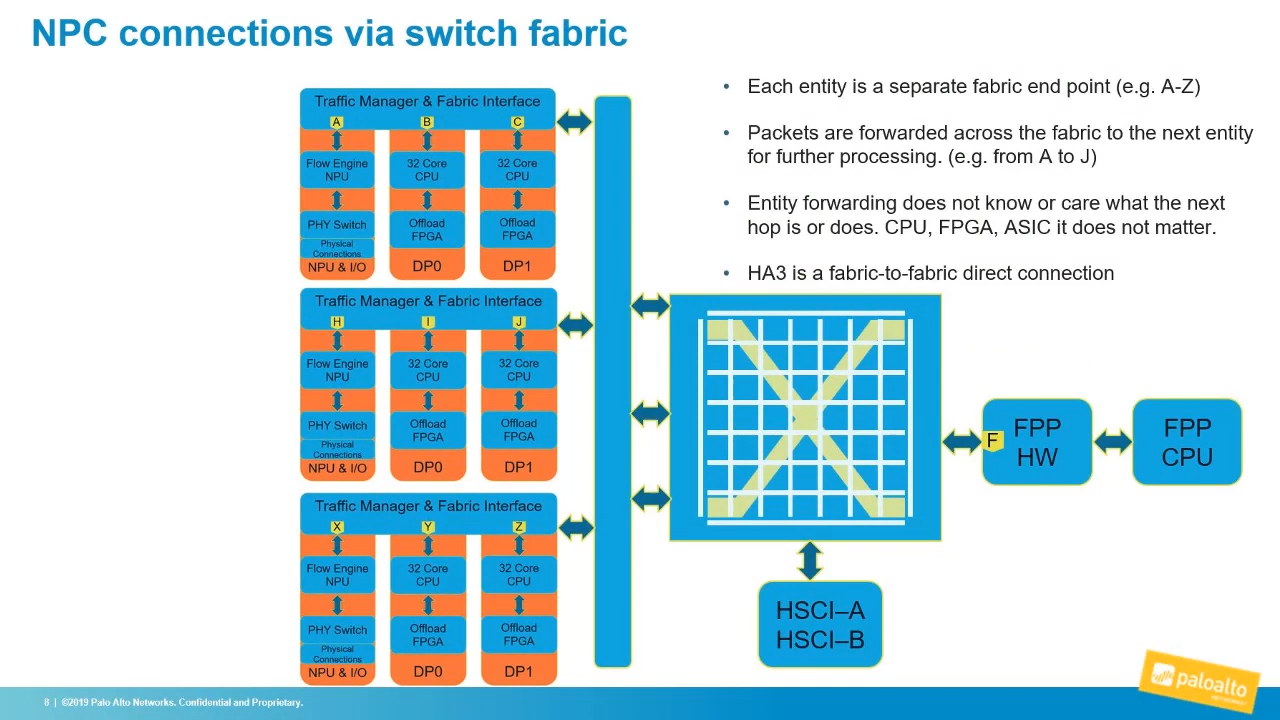 NPC connections via switch fabric
• Each entity is a separate fabric end point (e.g. A-Z)
• Packets are forwarded across the fabric to the next entity
for further processing. (e.g. from A to J)
• Entity forwarding does not know or care what the next
hop is or does. CPU, FPGA, ASIC it does not matter.
• HA3 is a fabric-to-fabric direct connection
Traffic Manager & Fabric Interface
A
B
C
Flow Engine
NPU
32 Core
CPU
32 Core
CPU
PHY Switch
Offload
FPGA
Offload
FPGA
Physical
Connections
NPU & I/O
DP0
DP1
Traffic Manager & Fabric Interface
H
I
J
Flow Engine
NPU
32 Core
CPU
32 Core
CPU
PHY Switch
Offload
FPGA
Offload
FPGA
Physical
Connections
NPU & I/O
DP0
DP1
Traffic Manager & Fabric Interface
X
Y
Z
Flow Engine
NPU
32 Core
CPU
32 Core
CPU
PHY Switch
Offload
FPGA
Offload
FPGA
Physical
Connections
NPU & I/O
DP0
DP1
F
FPP
HW
FPP
CPU
HSCI–A
HSCI–B
8 | ©2019 Palo Alto Networks. Confidential and Proprietary.
paloalto
NETWORKS